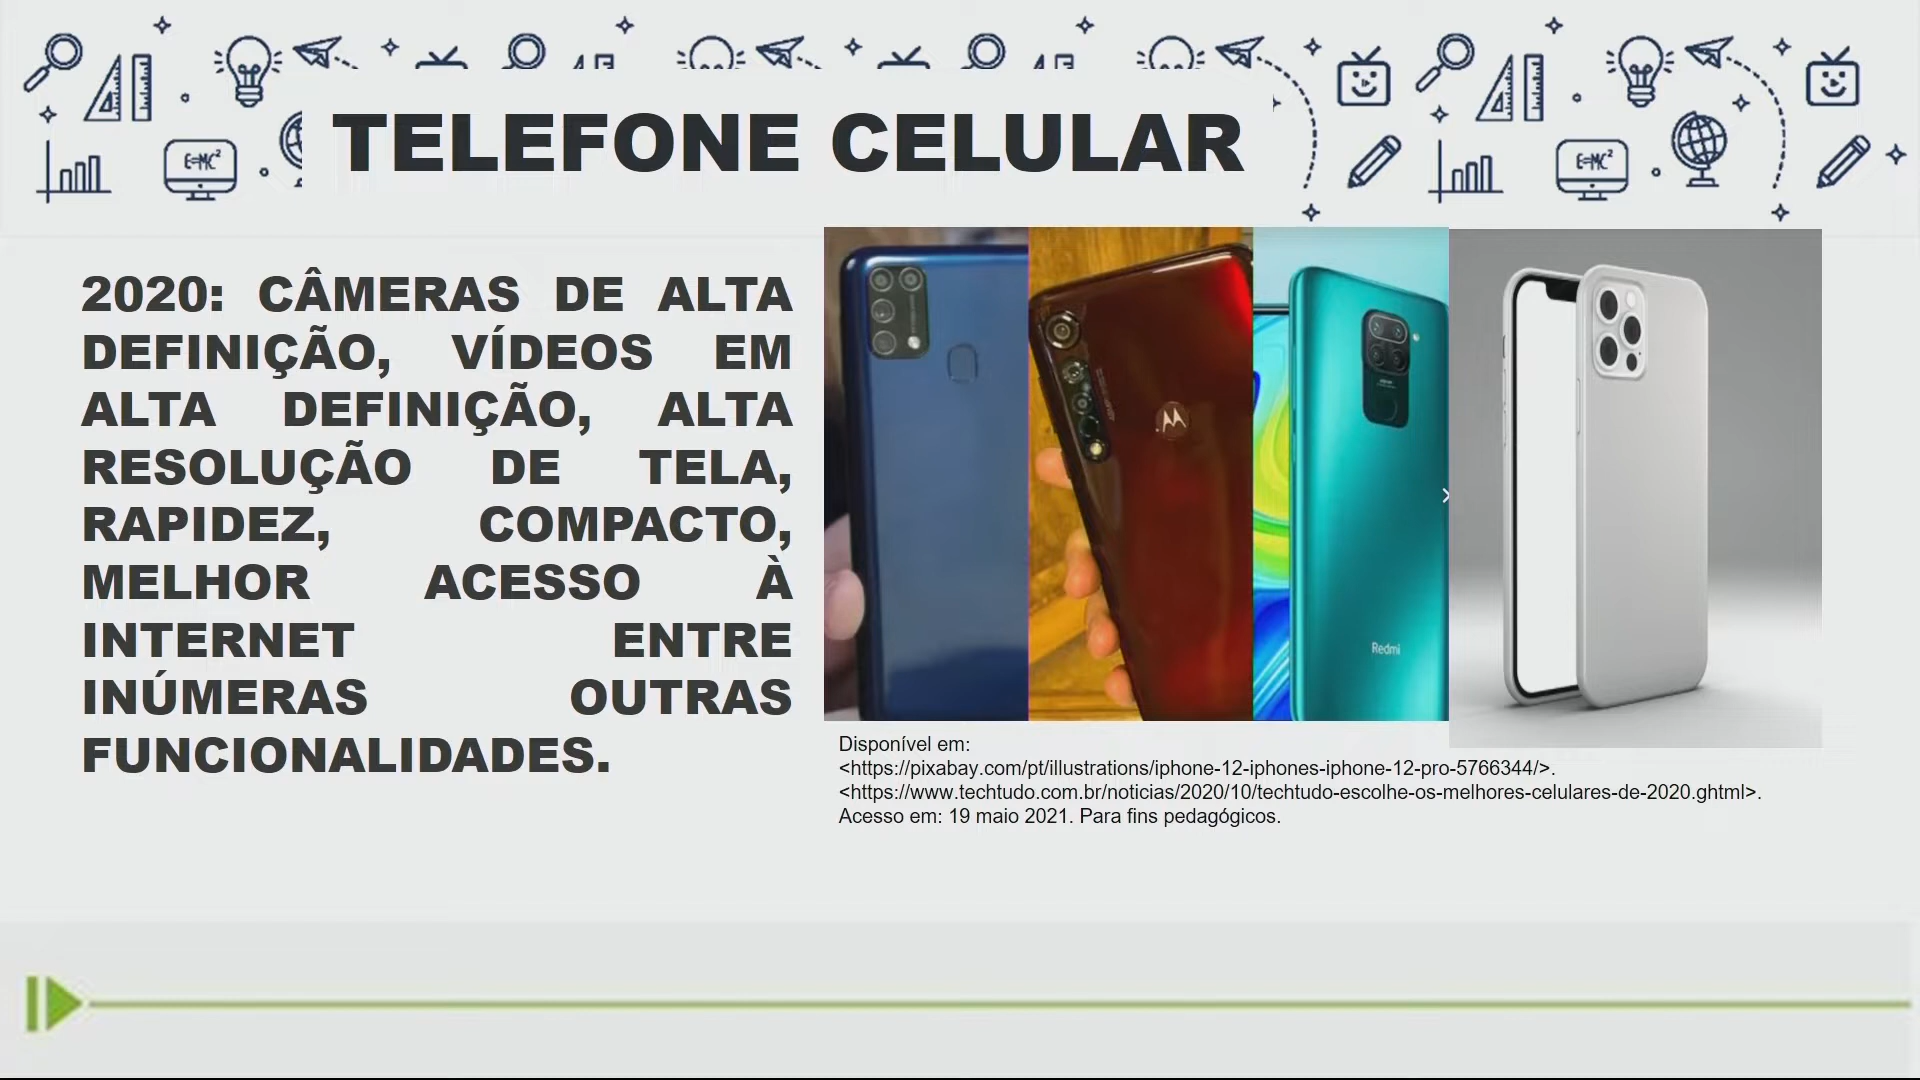 E=MC²
E=MC²
TELEFONE CELULAR
2020: CÂMERAS DE ALTA
DEFINIÇÃO, VÍDEOS EM
ALTA DEFINIÇÃO, ALTA
RESOLUÇÃO DE TELA,
RAPIDEZ, COMPACTO,
MELHOR ACESSO À
INTERNET ENTRE
INÚMERAS OUTRAS
FUNCIONALIDADES.
Redmi
Disponível em:
<https://pixabay.com/pt/illustrations/iphone-12-iphones-iphone-12-pro-5766344/>.
<https://www.techtudo.com.br/noticias/2020/10/techtudo-escolhe-os-melhores-celulares-de-2020.ghtml>.
Acesso em: 19 maio 2021. Para fins pedagógicos.